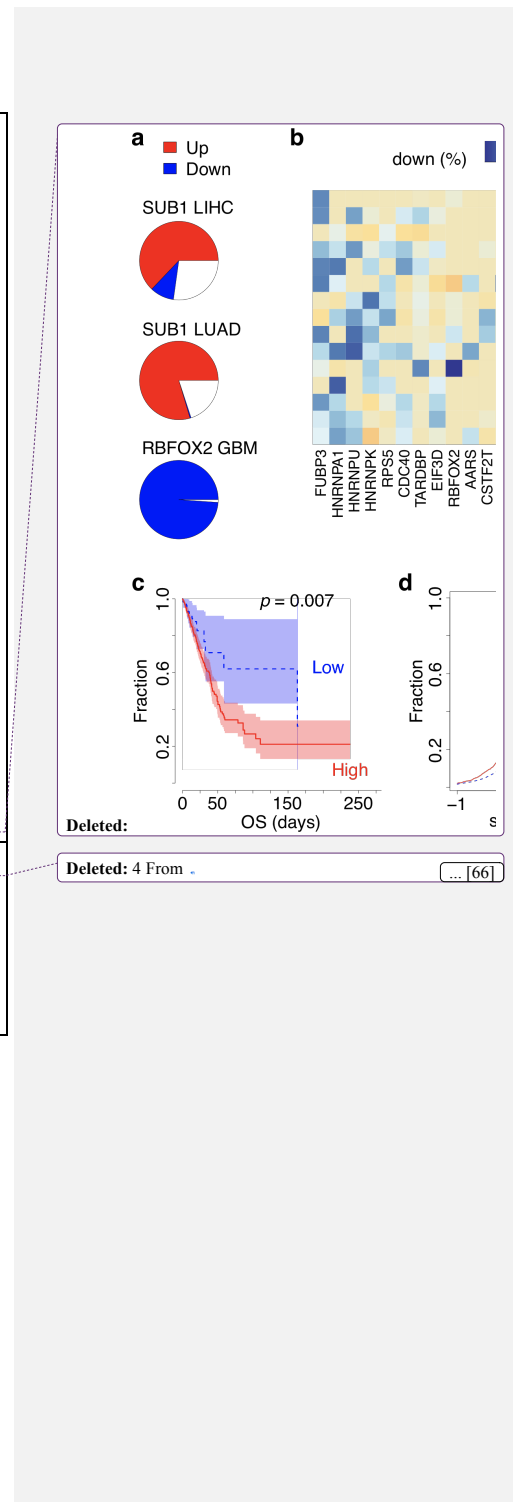 a
Up
Down
SUB1 LIHC
SUB1 LUAD
RBFOX2 GBM
b
down (%)
FUBP3
HNRNPA1
HNRNPU
HNRNPK
RPS5
CDC40
TARDBP
EIF3D
RBFOX2
AARS
CSTF2T
c
p = 0.007
1.0
0.6
0.2
Fraction
Low
High
0
50
150
250
OS (days)
d
1.0
0.6
0.2
Fraction
−1
s
Deleted:
Deleted: 4 From
... [66]